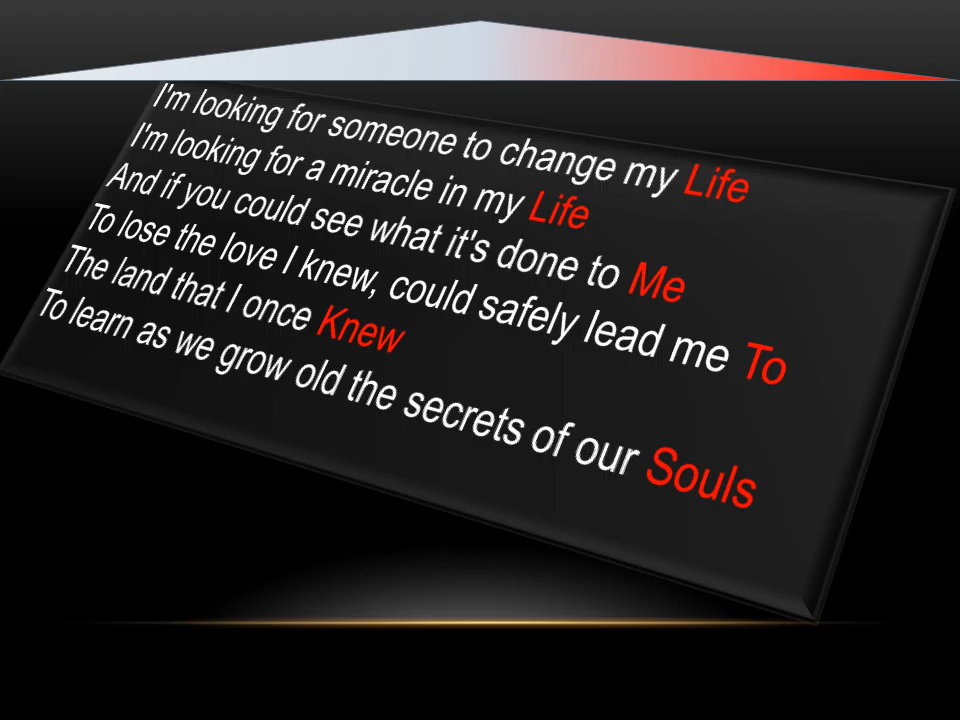 I'm looking for someone to change my Life
I'm looking for a miracle in my Life
And if you could see what it's done to Me
To lose the love I knew, could safely lead me To
The land that I once Knew
To learn as we grow old the secrets of our Souls